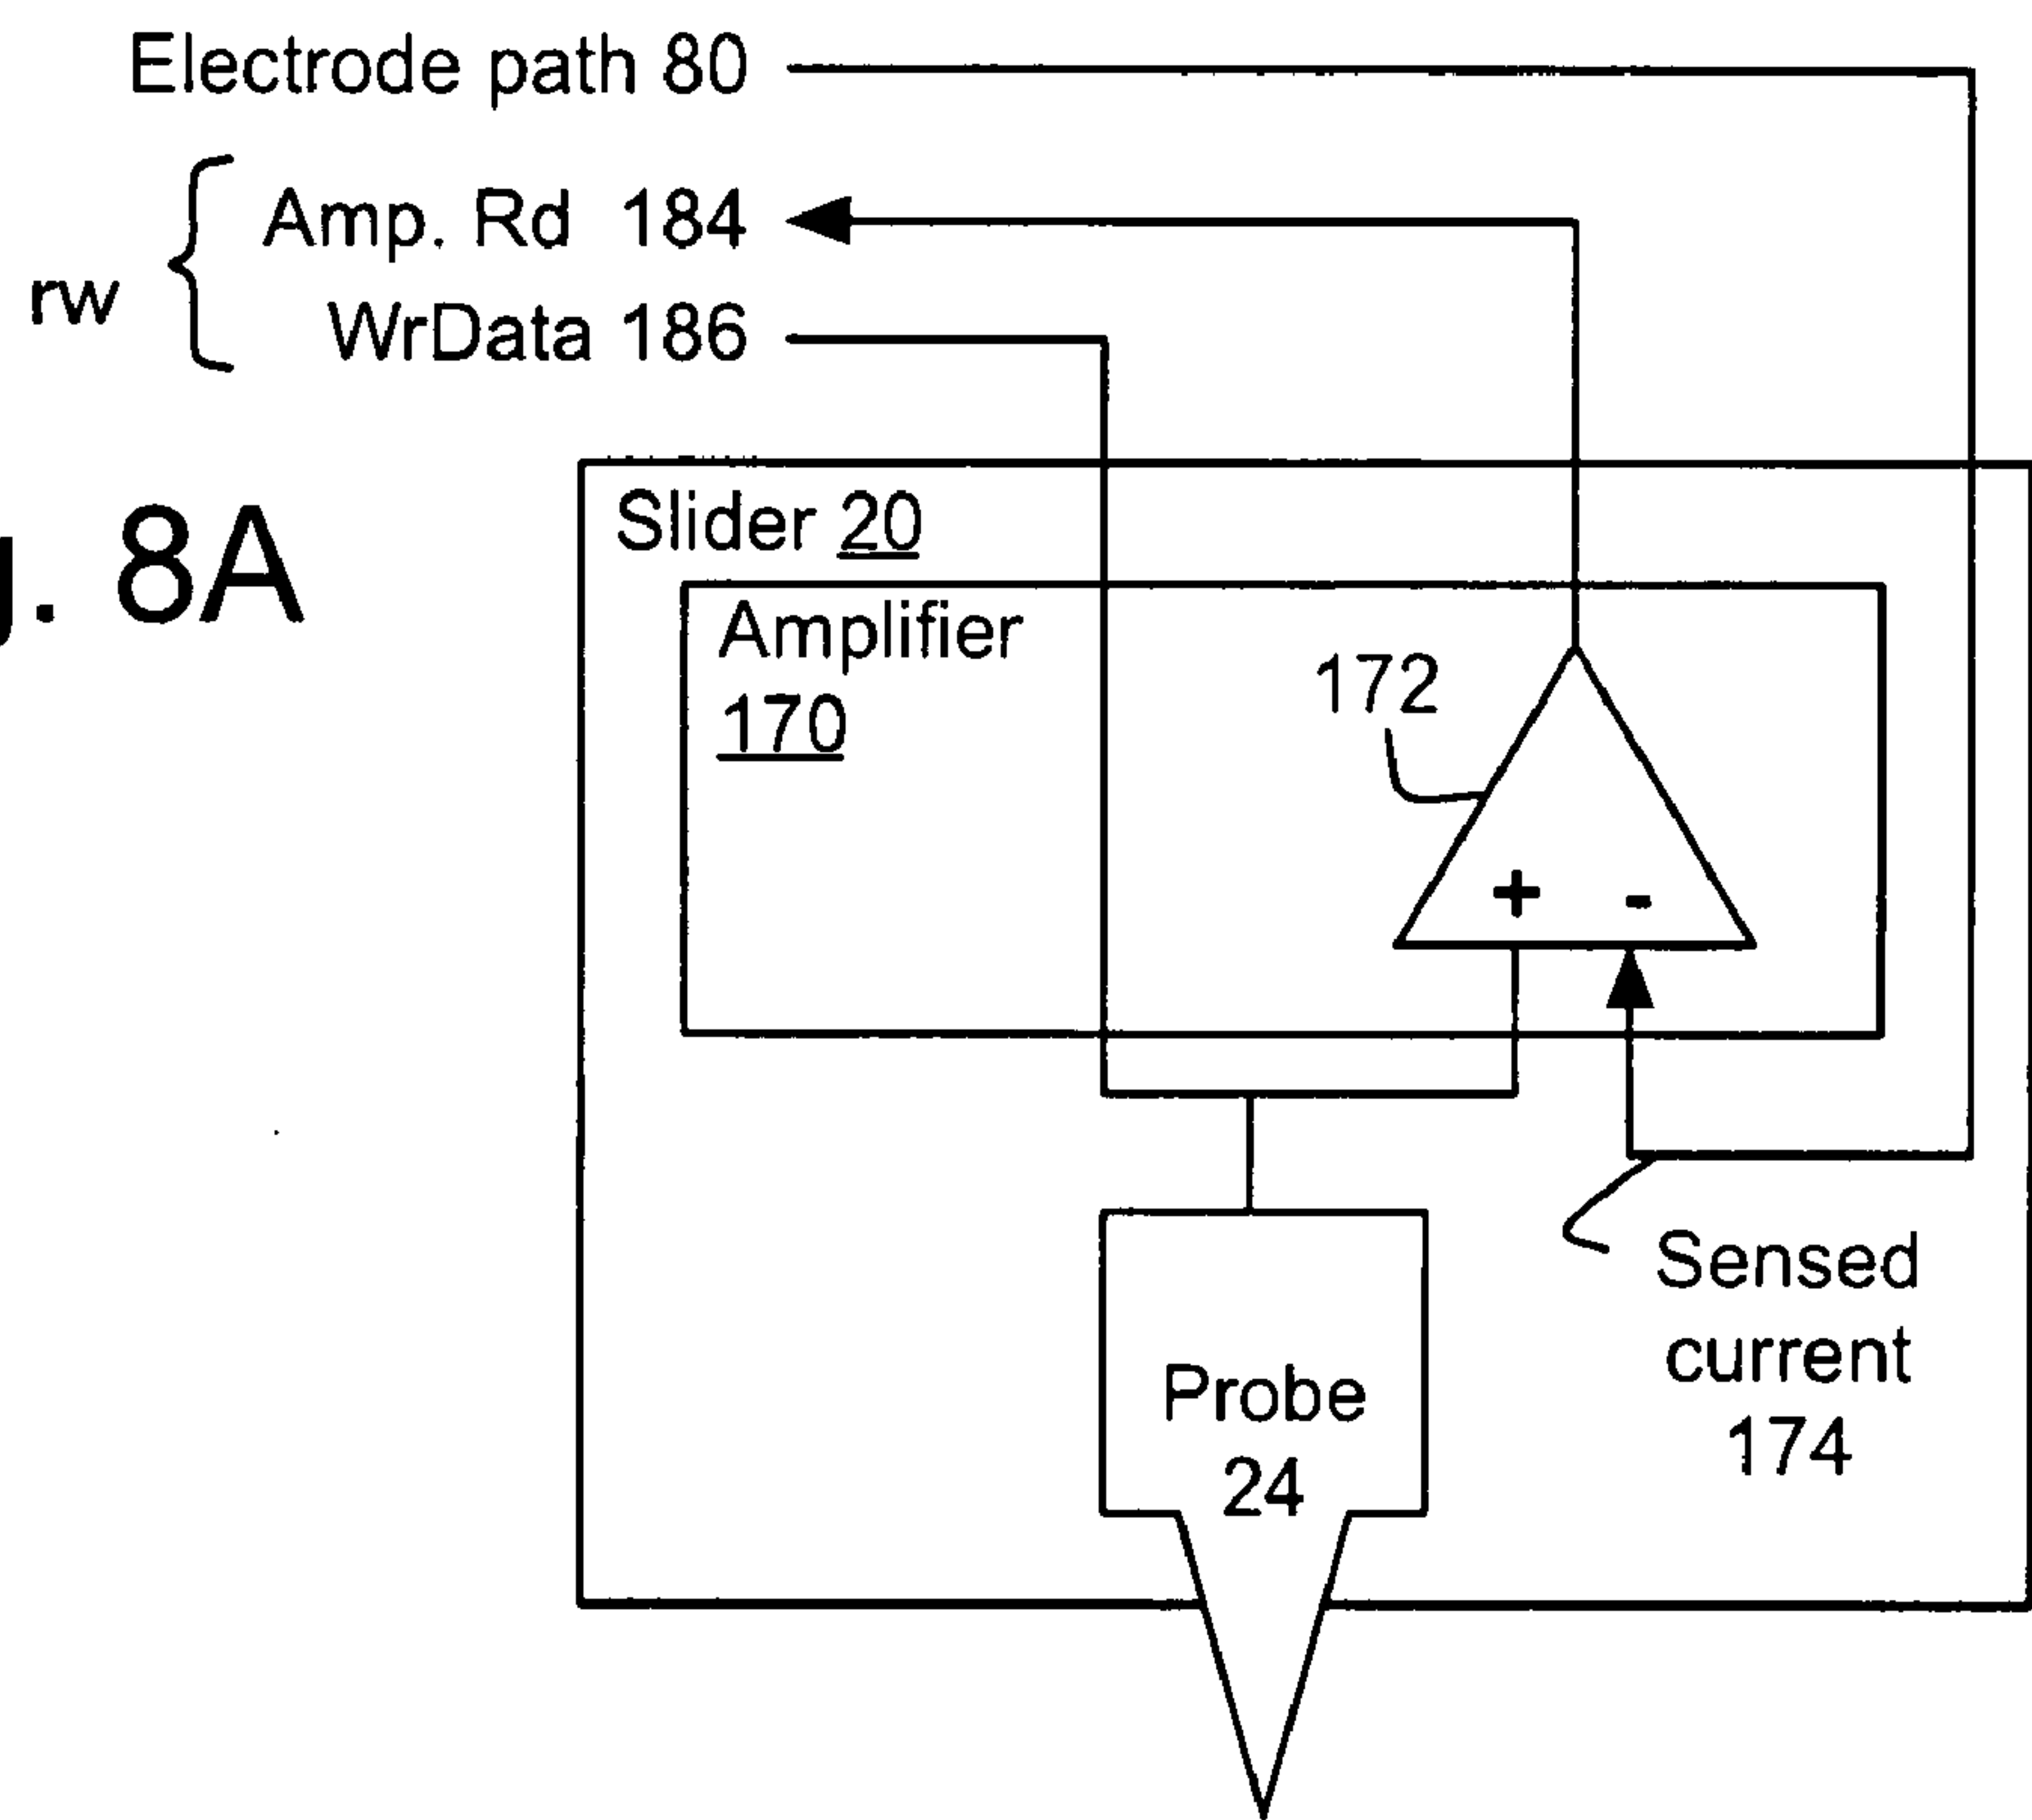 Electrode path 80
Amp. Rd 184
rw
WrData 186
Slider 20
g. 8A
Amplifier
170
172
+ -
Sensed
current
174
Probe
24